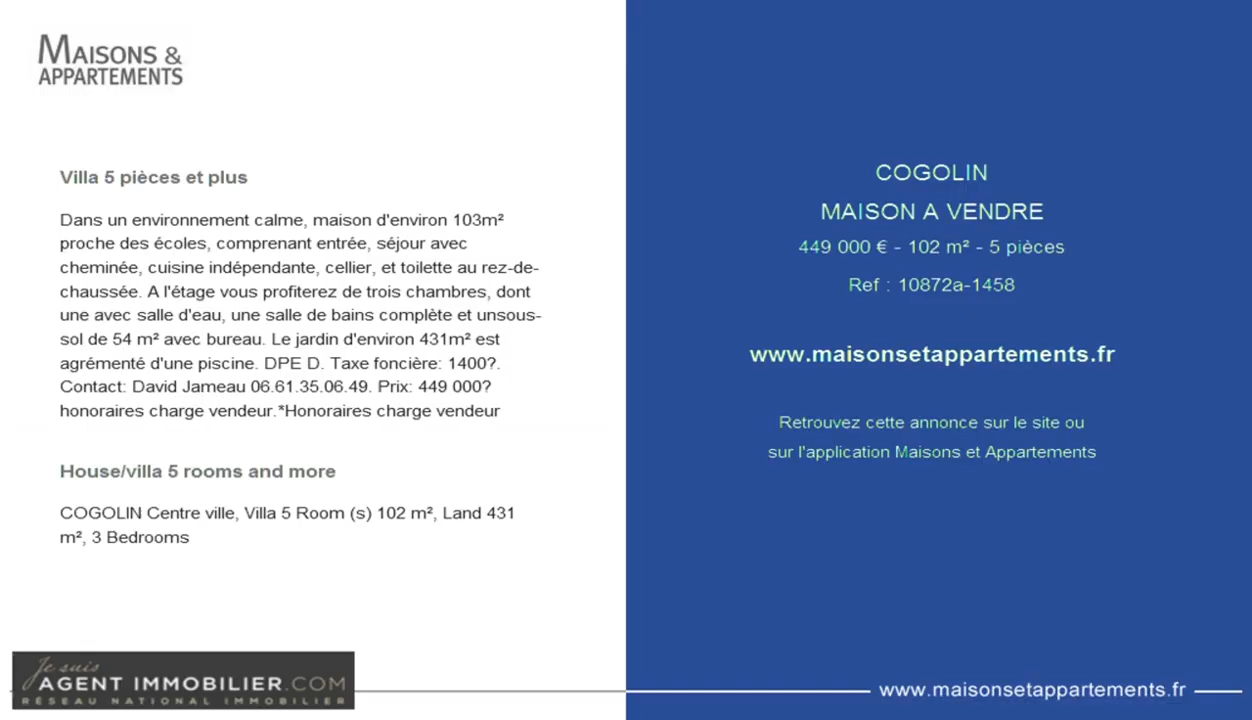 MAISONS &
APPARTEMENTS
Villa 5 pièces et plus
Dans un environnement calme, maison d'environ 103m²
proche des écoles, comprenant entrée, séjour avec
cheminée, cuisine indépendante, cellier, et toilette au rez-de-
chaussée. A l'étage vous profiterez de trois chambres, dont
une avec salle d'eau, une salle de bains complète et unsous-
sol de 54 m² avec bureau. Le jardin d'environ 431m² est
agrémenté d'une piscine. DPE D. Taxe foncière: 1400?.
Contact: David Jameau 06.61.35.06.49. Prix: 449 000?
honoraires charge vendeur.*Honoraires charge vendeur
House/villa 5 rooms and more
COGOLIN Centre ville, Villa 5 Room (s) 102 m², Land 431
m², 3 Bedrooms
Je suis
AGENT IMMOBILIER.COM
RÉSEAU NATIONAL IMMOBILIER
COGOLIN
MAISON A VENDRE
449 000 € - 102 m² - 5 pièces
Ref : 10872a-1458
www.maisonsetappartements.fr
Retrouvez cette annonce sur le site ou
sur l'application Maisons et Appartements
www.maisonsetappartements.fr